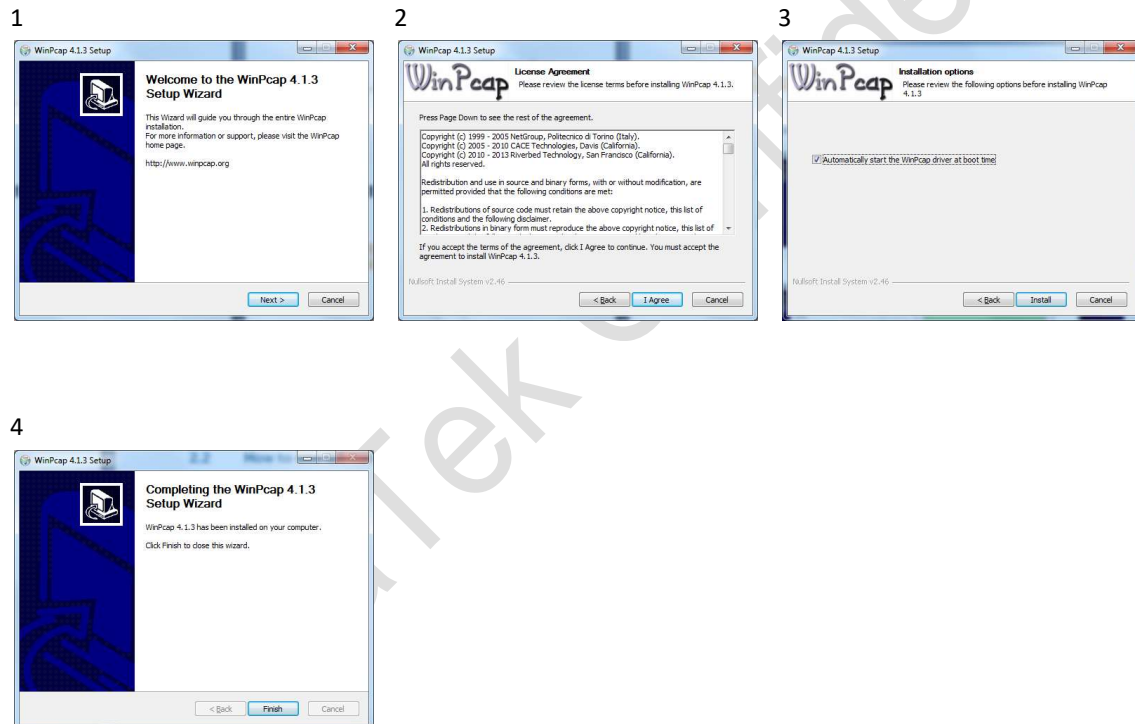 1
WinPcap 4.1.3 Setup
Welcome to the WinPcap 4.1.3
Setup Wizard
This Wizard will guide you through the entire WinPcap
installation.
For more information or support, please visit the WinPcap
home page.
http://www.winpcap.org
Next >
Cancel
2
WinPcap 4.1.3 Setup
WinPcap
License Agreement
Please review the license terms before installing WinPcap 4.1.3.
Press Page Down to see the rest of the agreement.
Copyright (c) 1999 - 2005 NetGroup, Politecnico di Torino (Italy).
Copyright (c) 2005 - 2010 CACE Technologies, Davis (California).
Copyright (c) 2010 - 2013 Riverbed Technology, San Francisco (California).
All rights reserved.
Redistribution and use in source and binary forms, with or without modification, are
permitted provided that the following conditions are met:
1. Redistributions of source code must retain the above copyright notice, this list of
conditions and the following disclaimer.
2. Redistributions in binary form must reproduce the above copyright notice, this list of
If you accept the terms of the agreement, click I Agree to continue. You must accept the
agreement to install WinPcap 4.1.3.
Nullsoft Install System v2.46
< Back
I Agree
Cancel
3
WinPcap 4.1.3 Setup
WinPcap
Installation options
Please review the following options before installing WinPcap
4.1.3
Automatically start the WinPcap driver at boot time
Nullsoft Install System v2.46
< Back
Install
Cancel
4
WinPcap 4.1.3 Setup
2.2 How to
Completing the WinPcap 4.1.3
Setup Wizard
WinPcap 4.1.3 has been installed on your computer.
Click Finish to close this wizard.
< Back
Finish
Cancel
Tek